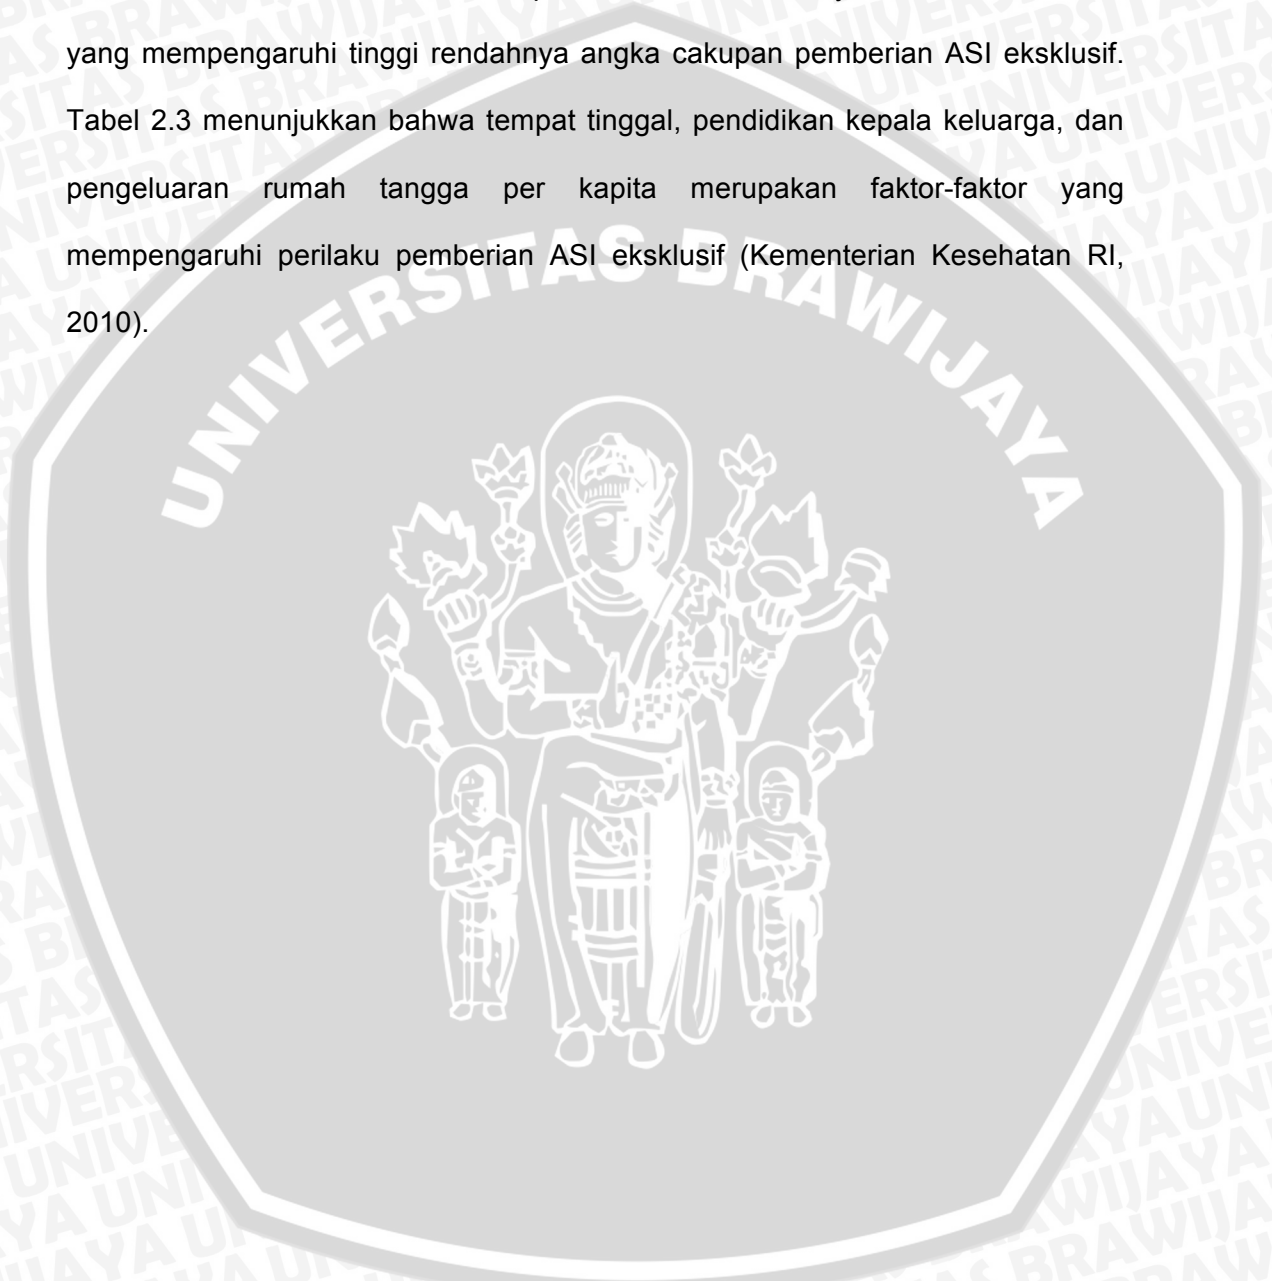 yang mempengaruhi tinggi rendahnya angka cakupan pemberian ASI eksklusif.
Tabel 2.3 menunjukkan bahwa tempat tinggal, pendidikan kepala keluarga, dan
pengeluaran rumah tangga per kapita merupakan faktor-faktor yang
mempengaruhi perilaku pemberian ASI eksklusif (Kementerian Kesehatan RI,
2010).
UNIVERSITAS BRAWIJAYA